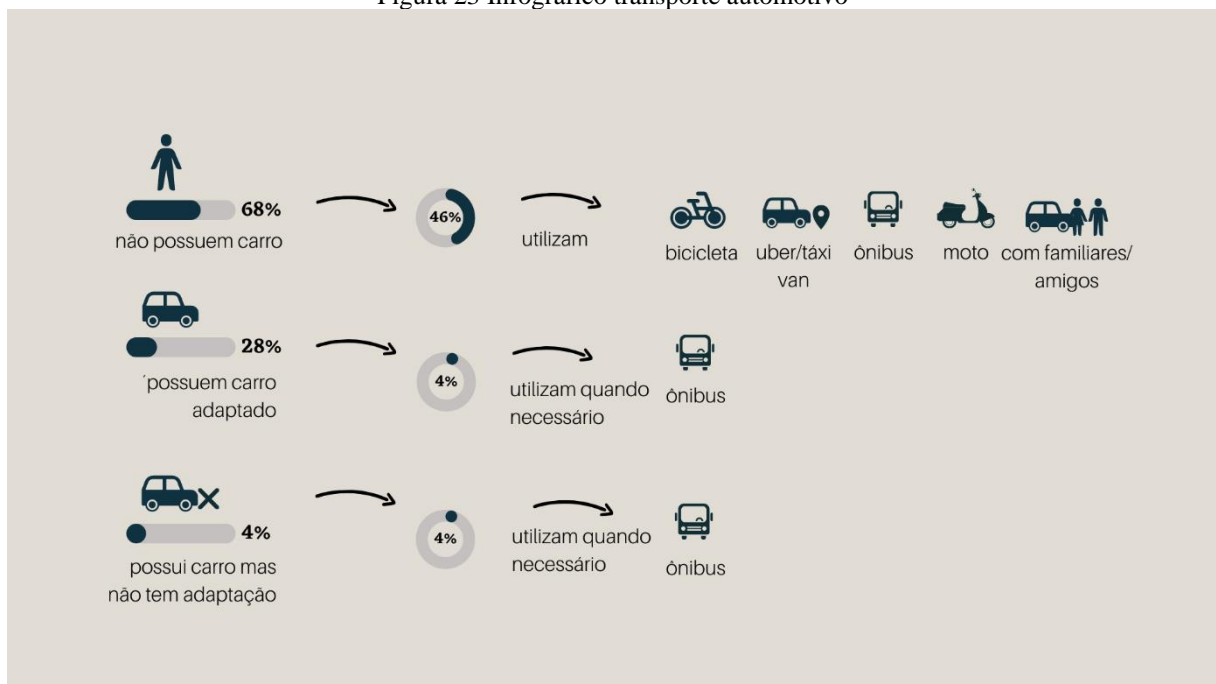 Figura 23 Infográfico transporte automotivo
68%
não possuem carro
46%
utilizam
bicicleta
uber/táxi
van
ônibus
moto
com familiares/
amigos
28%
´possuem carro
adaptado
4%
utilizam quando
necessário
ônibus
4%
possui carro mas
não tem adaptação
4%
utilizam quando
necessário
ônibus